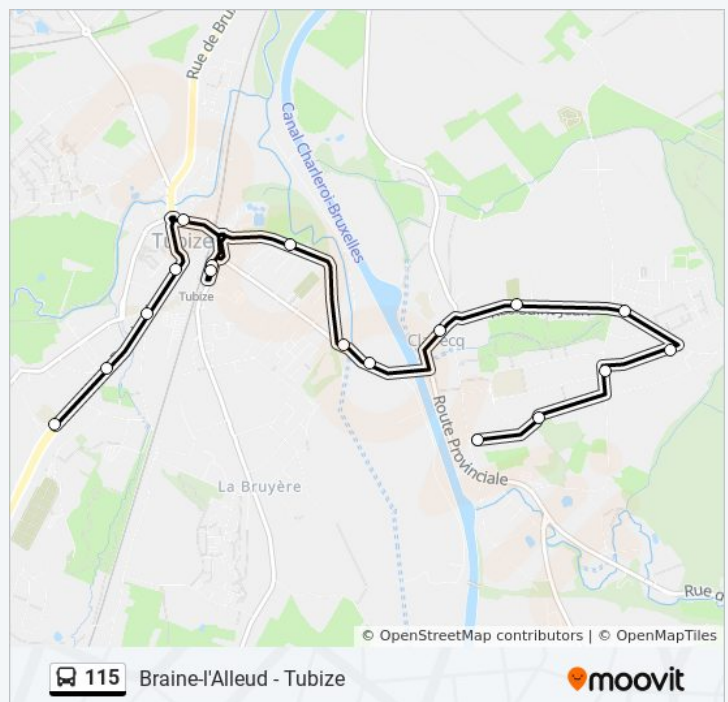 Rue de Bru
Canal Charleroi-Bruxelles
Tubize
Tubize
Clabecq
Route Provinciale
La Bruyère
Rue d
© OpenStreetMap contributors | © OpenMapTiles
115 Braine-l'Alleud - Tubize
moovit